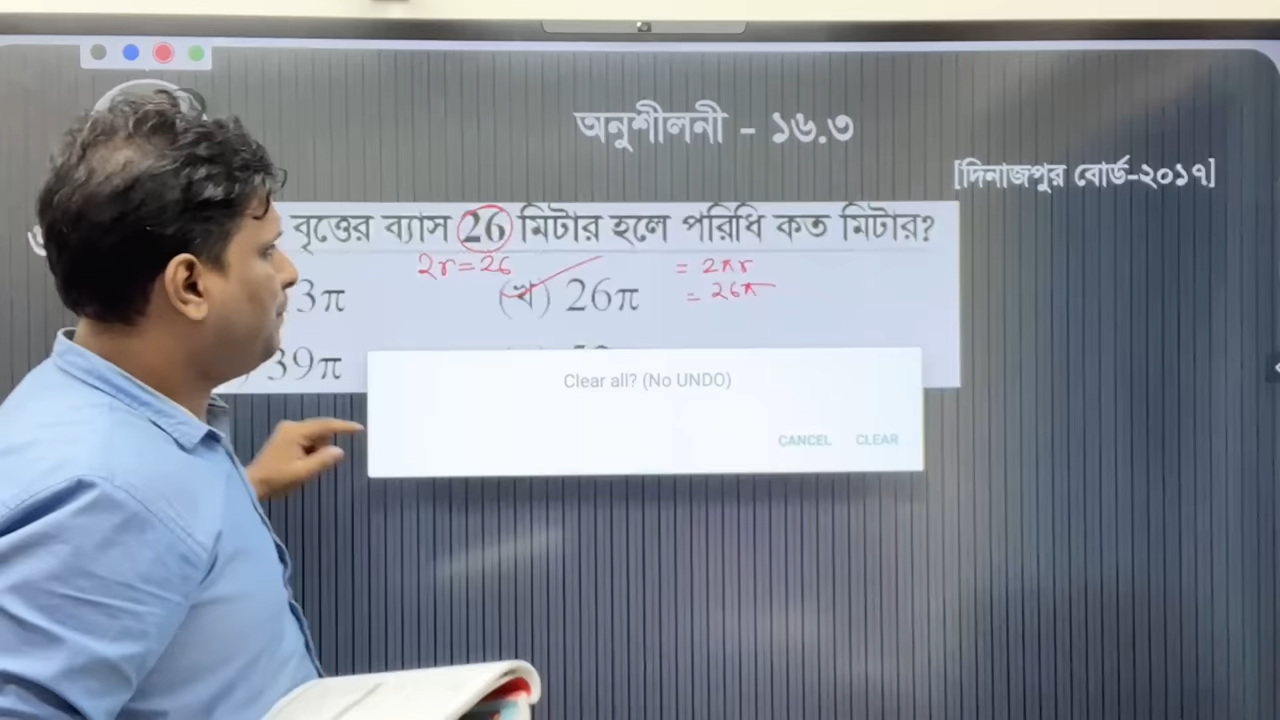 অনুশীলনী - ১৬.৩
[দিনাজপুর বোর্ড-২০১৭]
বৃত্তের ব্যাস 26 মিটার হলে পরিধি কত মিটার?
2r = 26
= 2πr
3π
(খ) 26π
= 26π
39π
Clear all? (No UNDO)
CANCEL CLEAR